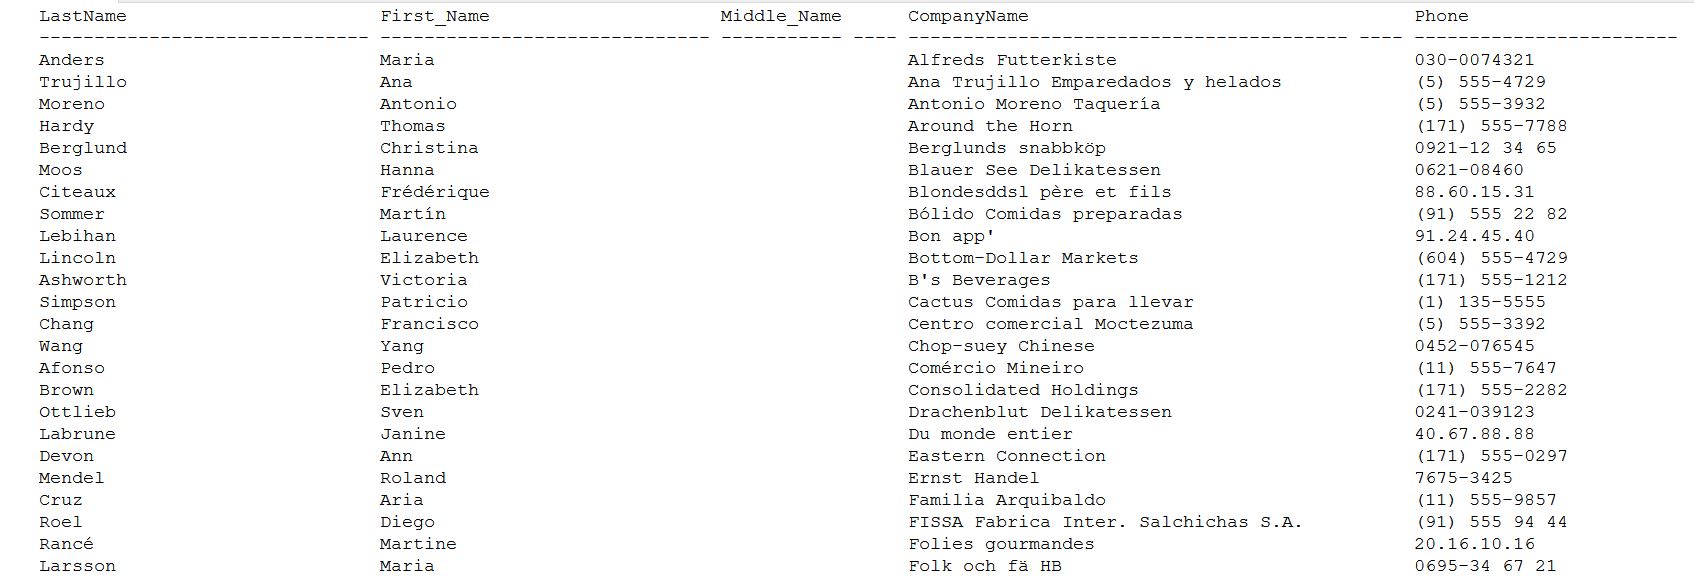 LastName First_Name Middle_Name CompanyName Phone
------------------------------ ------------------------------ ----------- ---- ---------------------------------------- ---- ------------------------
Anders Maria Alfreds Futterkiste 030-0074321
Trujillo Ana Ana Trujillo Emparedados y helados (5) 555-4729
Moreno Antonio Antonio Moreno Taquería (5) 555-3932
Hardy Thomas Around the Horn (171) 555-7788
Berglund Christina Berglunds snabbköp 0921-12 34 65
Moos Hanna Blauer See Delikatessen 0621-08460
Citeaux Frédérique Blondesddsl père et fils 88.60.15.31
Sommer Martín Bólido Comidas preparadas (91) 555 22 82
Lebihan Laurence Bon app' 91.24.45.40
Lincoln Elizabeth Bottom-Dollar Markets (604) 555-4729
Ashworth Victoria B's Beverages (171) 555-1212
Simpson Patricio Cactus Comidas para llevar (1) 135-5555
Chang Francisco Centro comercial Moctezuma (5) 555-3392
Wang Yang Chop-suey Chinese 0452-076545
Afonso Pedro Comércio Mineiro (11) 555-7647
Brown Elizabeth Consolidated Holdings (171) 555-2282
Ottlieb Sven Drachenblut Delikatessen 0241-039123
Labrune Janine Du monde entier 40.67.88.88
Devon Ann Eastern Connection (171) 555-0297
Mendel Roland Ernst Handel 7675-3425
Cruz Aria Familia Arquibaldo (11) 555-9857
Roel Diego FISSA Fabrica Inter. Salchichas S.A. (91) 555 94 44
Rancé Martine Folies gourmandes 20.16.10.16
Larsson Maria Folk och fä HB 0695-34 67 21